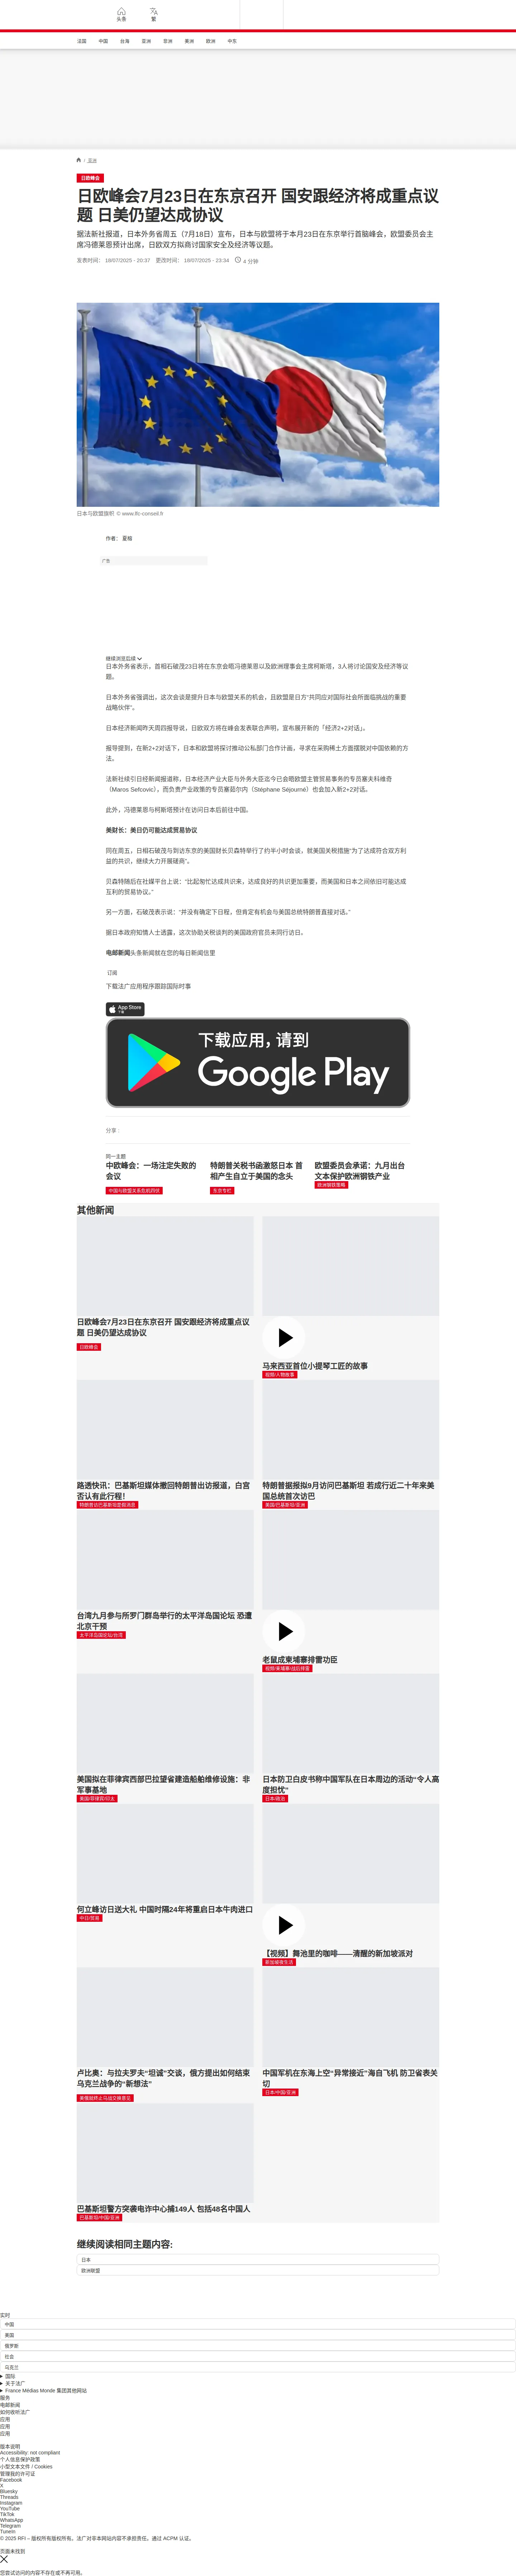 头条
繁
法国
中国
台海
亚洲
非洲
美洲
欧洲
中东
/ 亚洲
日欧峰会
日欧峰会7月23日在东京召开 国安跟经济将成重点议
题 日美仍望达成协议
据法新社报道，日本外务省周五（7月18日）宣布，日本与欧盟将于本月23日在东京举行首脑峰会，欧盟委员会主
席冯德莱恩预计出席，日欧双方拟商讨国家安全及经济等议题。
发表时间： 18/07/2025 - 20:37 更改时间： 18/07/2025 - 23:34 4 分钟
日本与欧盟旗帜 © www.lfc-conseil.fr
作者： 夏榕
广告
继续浏览后续
日本外务省表示，首相石破茂23日将在东京会晤冯德莱恩以及欧洲理事会主席柯斯塔，3人将讨论国安及经济等议
题。
日本外务省强调出，这次会谈是提升日本与欧盟关系的机会，且欧盟是日方“共同应对国际社会所面临挑战的重要
战略伙伴”。
日本经济新闻昨天周四报导说，日欧双方将在峰会发表联合声明，宣布展开新的「经济2+2对话」。
报导提到，在新2+2对话下，日本和欧盟将探讨推动公私部门合作计画，寻求在采购稀土方面摆脱对中国依赖的方
法。
法新社续引日经新闻报道称，日本经济产业大臣与外务大臣迄今已会晤欧盟主管贸易事务的专员塞夫科维奇
（Maros Sefcovic），而负责产业政策的专员塞茹尔内（Stéphane Séjourné）也会加入新2+2对话。
此外，冯德莱恩与柯斯塔预计在访问日本后前往中国。
美财长：美日仍可能达成贸易协议
同在周五，日相石破茂与到访东京的美国财长贝森特举行了约半小时会谈，就美国关税措施“为了达成符合双方利
益的共识，继续大力开展磋商”。
贝森特随后在社媒平台上说：“比起匆忙达成共识来，达成良好的共识更加重要，而美国和日本之间依旧可能达成
互利的贸易协议。”
另一方面，石破茂表示说：“并没有确定下日程，但肯定有机会与美国总统特朗普直接对话。”
据日本政府知情人士透露，这次协助关税谈判的美国政府官员未同行访日。
电邮新闻头条新闻就在您的每日新闻信里
订阅
下载法广应用程序跟踪国际时事
App Store
下载应用，请到
Google Play
分享 :
同一主题
中欧峰会：一场注定失败的
会议
中国与欧盟关系危机四伏
特朗普关税书函激怒日本 首
相产生自立于美国的念头
东京专栏
欧盟委员会承诺：九月出台
文本保护欧洲钢铁产业
欧洲钢铁策略
其他新闻
日欧峰会7月23日在东京召开 国安跟经济将成重点议
题 日美仍望达成协议
日欧峰会
马来西亚首位小提琴工匠的故事
视频/人物故事
路透快讯：巴基斯坦媒体撤回特朗普出访报道，白宫
否认有此行程！
特朗普访巴基斯坦是假消息
特朗普据报拟9月访问巴基斯坦 若成行近二十年来美
国总统首次访巴
美国/巴基斯坦/亚洲
台湾九月参与所罗门群岛举行的太平洋岛国论坛 恐遭
北京干预
太平洋岛国论坛/台湾
老鼠成柬埔寨排雷功臣
视频/柬埔寨/战后排雷
美国拟在菲律宾西部巴拉望省建造船舶维修设施：非
军事基地
美国/菲律宾/印太
日本防卫白皮书称中国军队在日本周边的活动“令人高
度担忧”
日本/政治
何立峰访日送大礼 中国时隔24年将重启日本牛肉进口
中日/贸易
【视频】舞池里的咖啡——清醒的新加坡派对
新加坡夜生活
卢比奥：与拉夫罗夫“坦诚”交谈，俄方提出如何结束
乌克兰战争的“新想法”
美俄就终止乌战交换意见
中国军机在东海上空“异常接近”海自飞机 防卫省表关
切
日本/中国/亚洲
巴基斯坦警方突袭电诈中心捕149人 包括48名中国人
巴基斯坦/中国/亚洲
继续阅读相同主题内容:
日本
欧洲联盟
实时
中国
美国
俄罗斯
社会
乌克兰
国际
关于法广
France Médias Monde 集团其他网站
服务
电邮新闻
如何收听法广
应用
应用
应用
版本说明
Accessibility: not compliant
个人信息保护政策
小型文本文件 / Cookies
管理我的许可证
Facebook
X
Bluesky
Threads
Instagram
YouTube
TikTok
WhatsApp
Telegram
TuneIn
© 2025 RFI – 版权所有版权所有。法广对非本网站内容不承担责任。通过 ACPM 认证。
页面未找到
您尝试访问的内容不存在或不再可用。